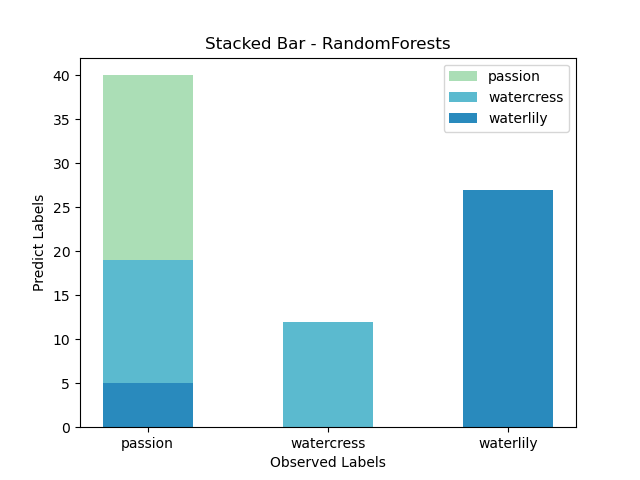 Stacked Bar - RandomForests
passion
watercress
waterlily
40
35
30
25
20
15
10
5
0
Predict Labels
passion
watercress
waterlily
Observed Labels